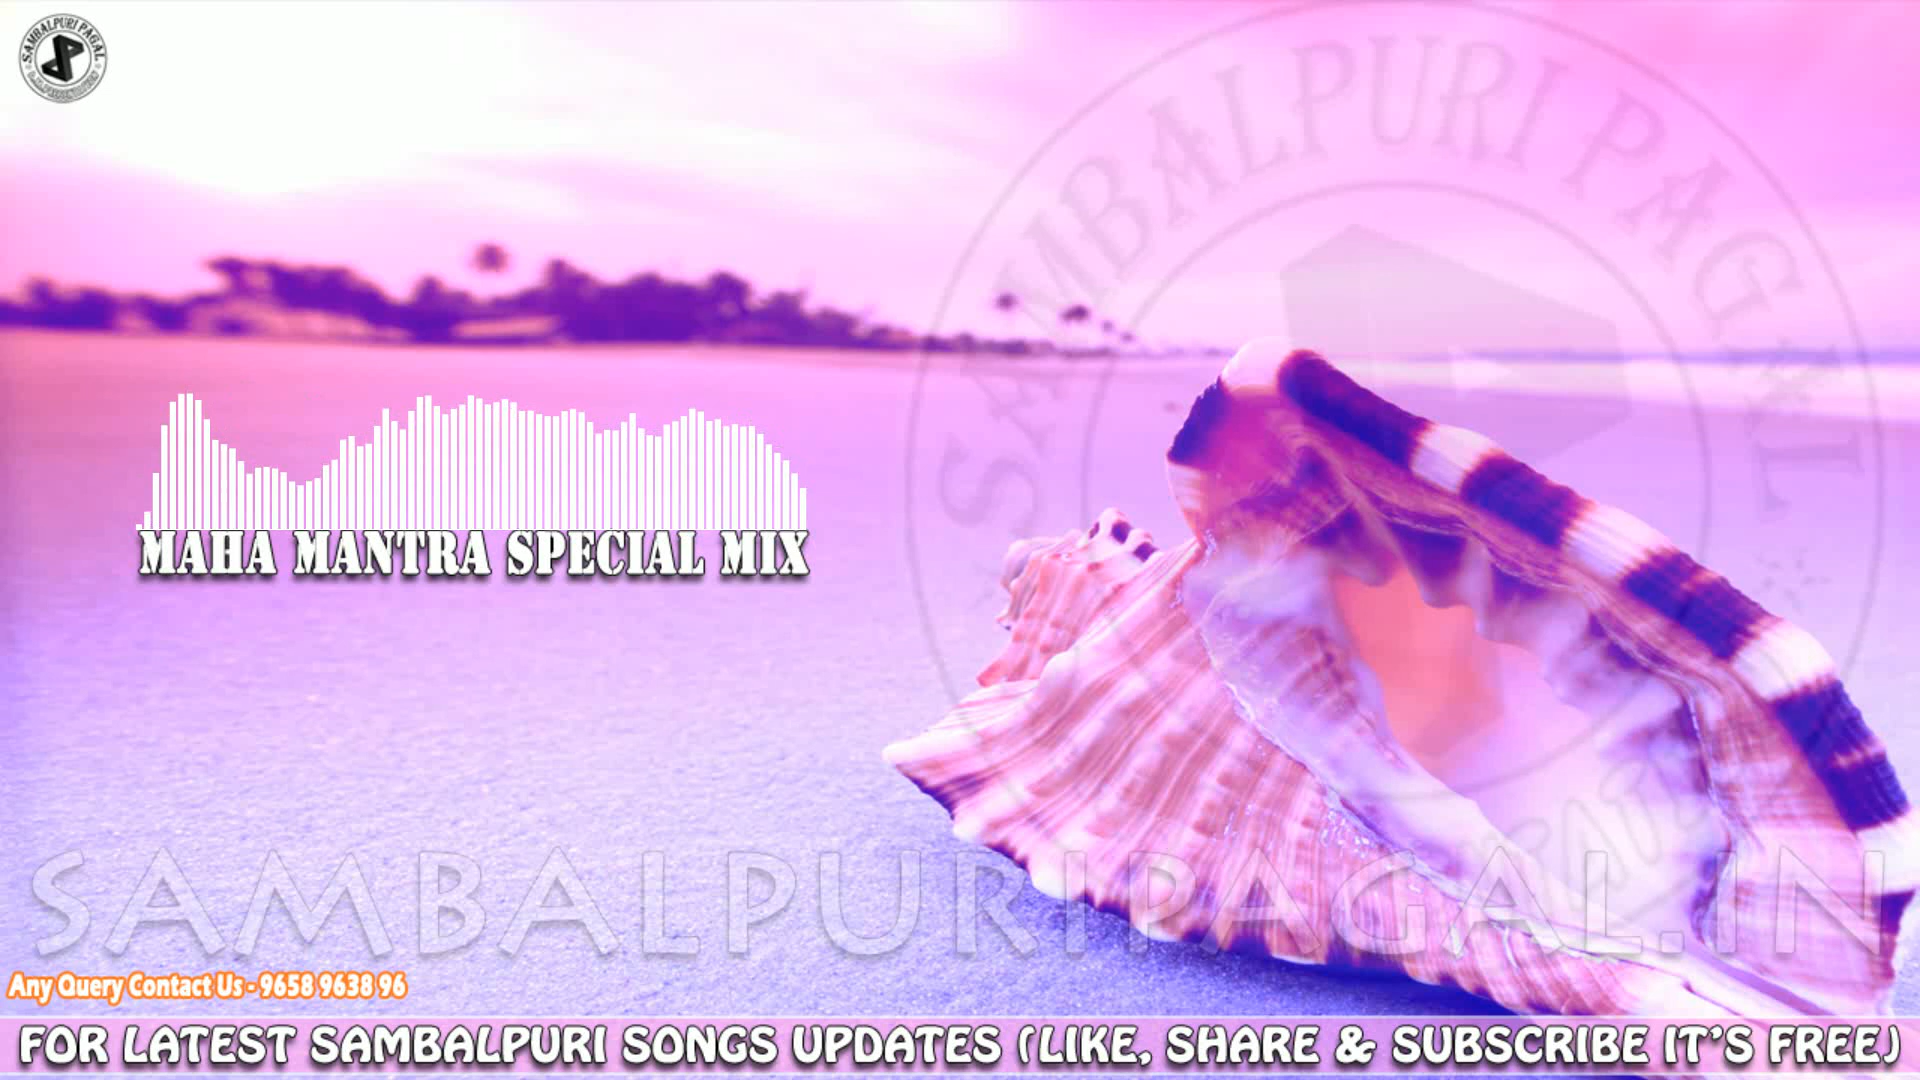 SAMBALPURI PAGAL
SAMBALPURI PAGAL
MAHA MANTRA SPECIAL MIX
SAMBALPURIPAGAL.IN
Any Query Contact Us - 9658 9638 96
FOR LATEST SAMBALPURI SONGS UPDATES (LIKE, SHARE & SUBSCRIBE IT'S FREE)